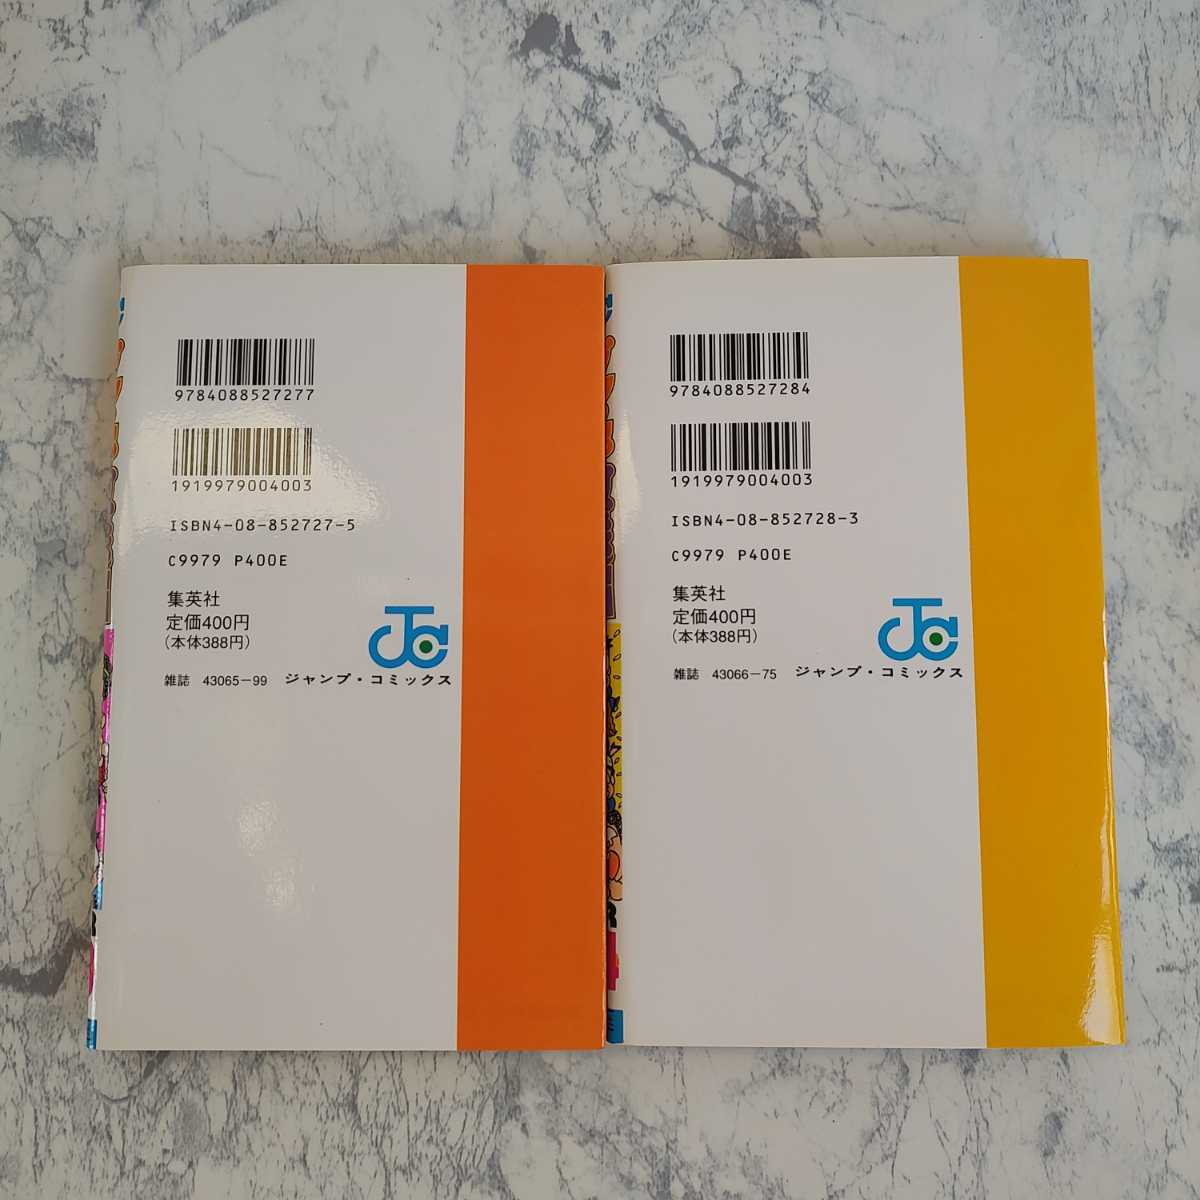 9784088527277
1919979004003
ISBN4-08-852727-5
C9979 P400E
集英社
定価400円
(本体388円)
雑誌 43065-99 ジャンプ・コミックス
9784088527284
1919979004003
ISBN4-08-852728-3
C9979 P400E
集英社
定価400円
(本体388円)
雑誌 43066-75 ジャンプ・コミックス